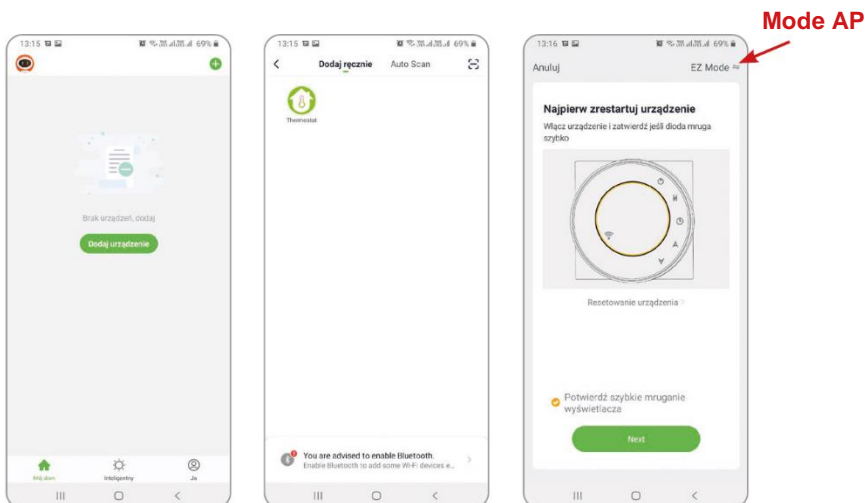 Mode AP
13:15
69%
Brak urządzeń, dodaj
Dodaj urządzenie
Mój dom
Inteligentny
Ja
13:15
69%
Dodaj ręcznie
Auto Scan
Thermostat
2
You are advised to enable Bluetooth.
Enable Bluetooth to add some Wi-Fi devices e...
13:16
69%
Anuluj
EZ Mode
Najpierw zrestartuj urządzenie
Włącz urządzenie i zatwierdź jeśli dioda mruga
szybko
M
Resetowanie urządzenia
Potwierdź szybkie mruganie
wyświetlacza
Next